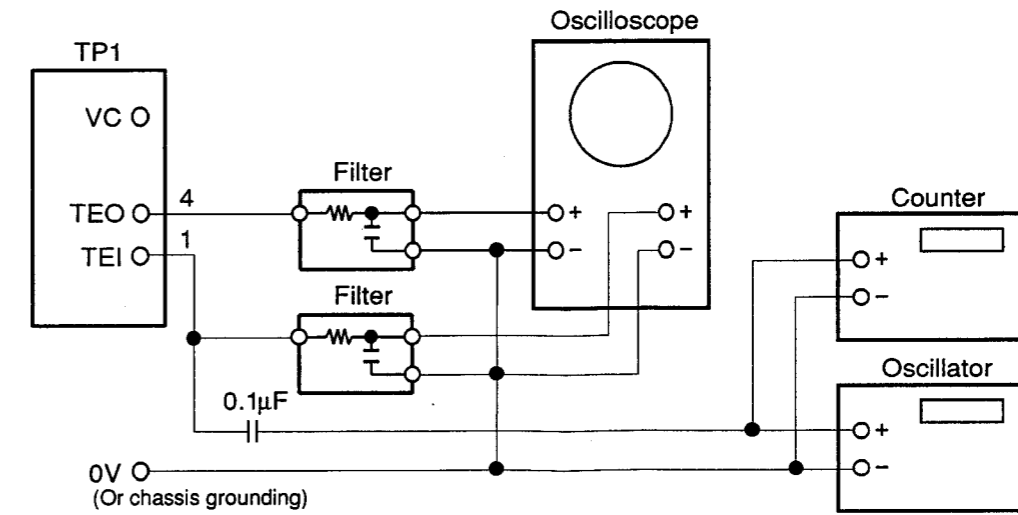 Oscilloscope
TP1
VC
Filter
+
+
TEO
4
-
-
TEI
1
Counter
+
-
Filter
Oscillator
0.1µF
+
-
0V
(Or chassis grounding)